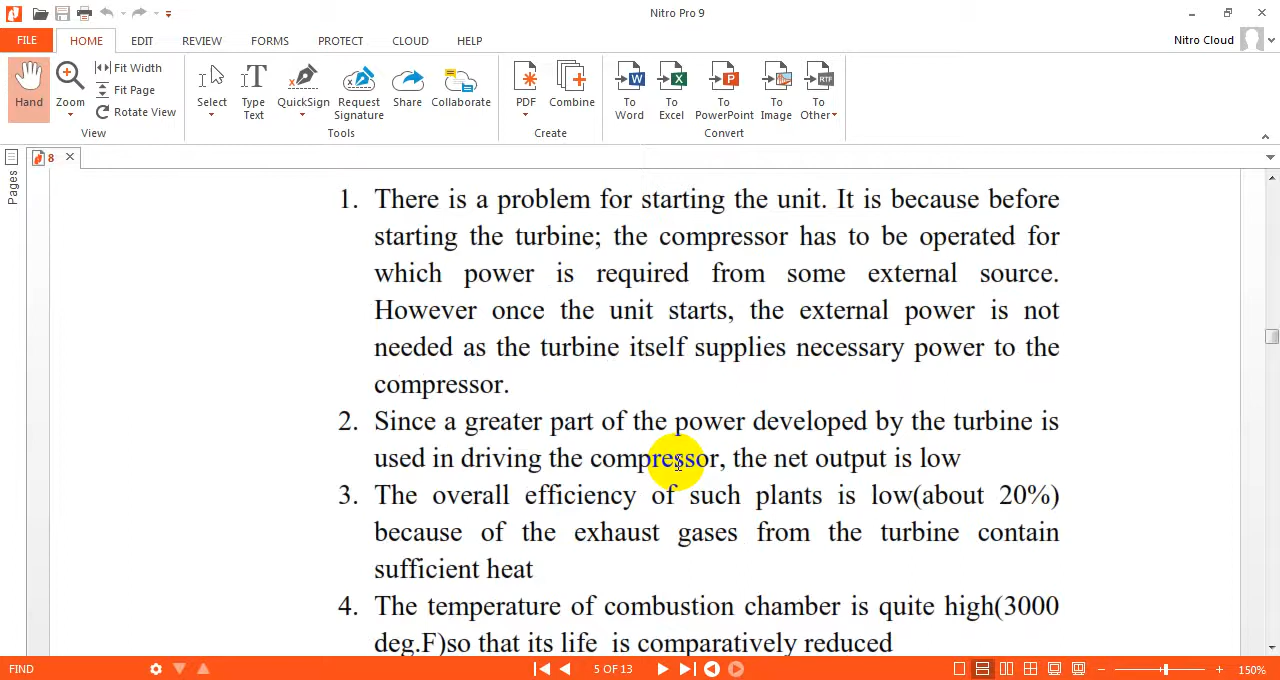 Nitro Pro 9
FILE HOME EDIT REVIEW FORMS PROTECT CLOUD HELP Nitro Cloud
Hand Zoom Fit Width Fit Page Rotate View Select Type Text QuickSign Request Signature Share Collaborate PDF Combine To Word To Excel To PowerPoint To Image To Other
View Tools Create Convert
8
Pages
1. There is a problem for starting the unit. It is because before
starting the turbine; the compressor has to be operated for
which power is required from some external source.
However once the unit starts, the external power is not
needed as the turbine itself supplies necessary power to the
compressor.
2. Since a greater part of the power developed by the turbine is
used in driving the compressor, the net output is low
3. The overall efficiency of such plants is low(about 20%)
because of the exhaust gases from the turbine contain
sufficient heat
4. The temperature of combustion chamber is quite high(3000
deg.F)so that its life is comparatively reduced
FIND 5 OF 13 150%